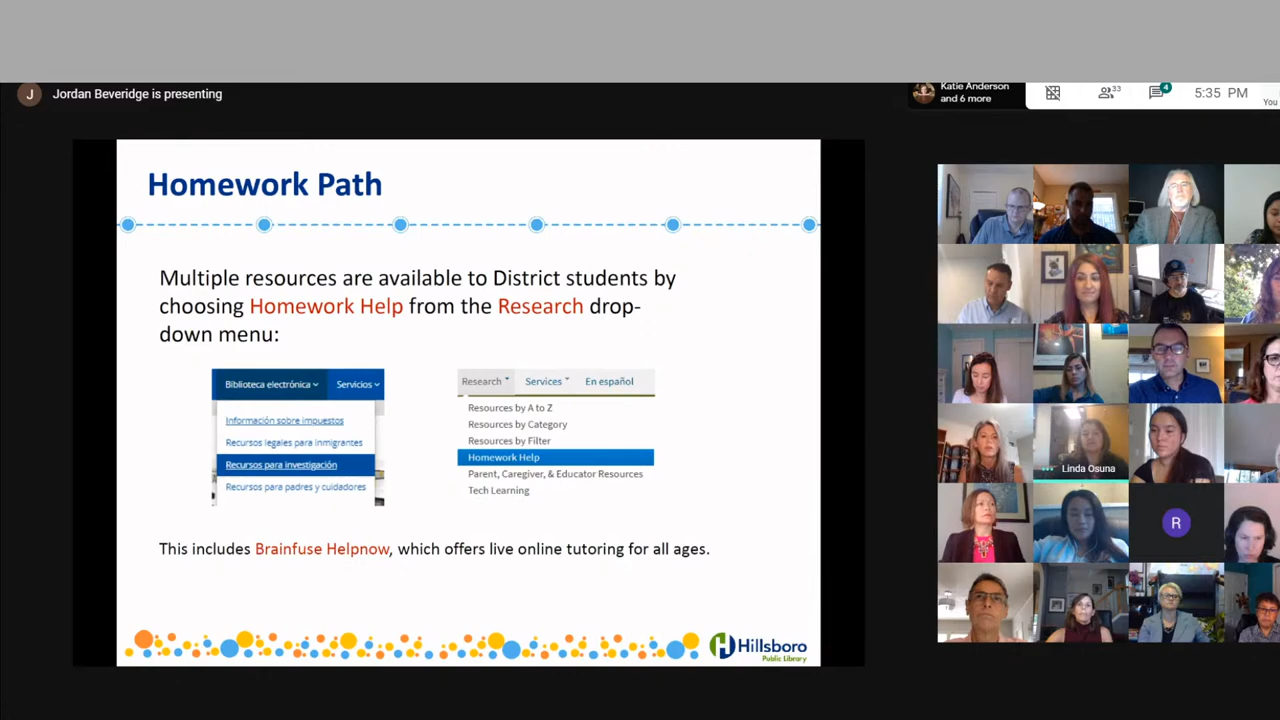 J Jordan Beveridge is presenting
Katie Anderson
and 6 more
33
4
5:35 PM
You
Homework Path
Multiple resources are available to District students by
choosing Homework Help from the Research drop-
down menu:
Biblioteca electrónica Servicios
Información sobre impuestos
Recursos legales para inmigrantes
Recursos para investigación
Recursos para padres y cuidadores
Research Services En español
Resources by A to Z
Resources by Category
Resources by Filter
Homework Help
Parent, Caregiver, & Educator Resources
Tech Learning
This includes Brainfuse Helpnow, which offers live online tutoring for all ages.
Hillsboro
Public Library
Linda Osuna
R